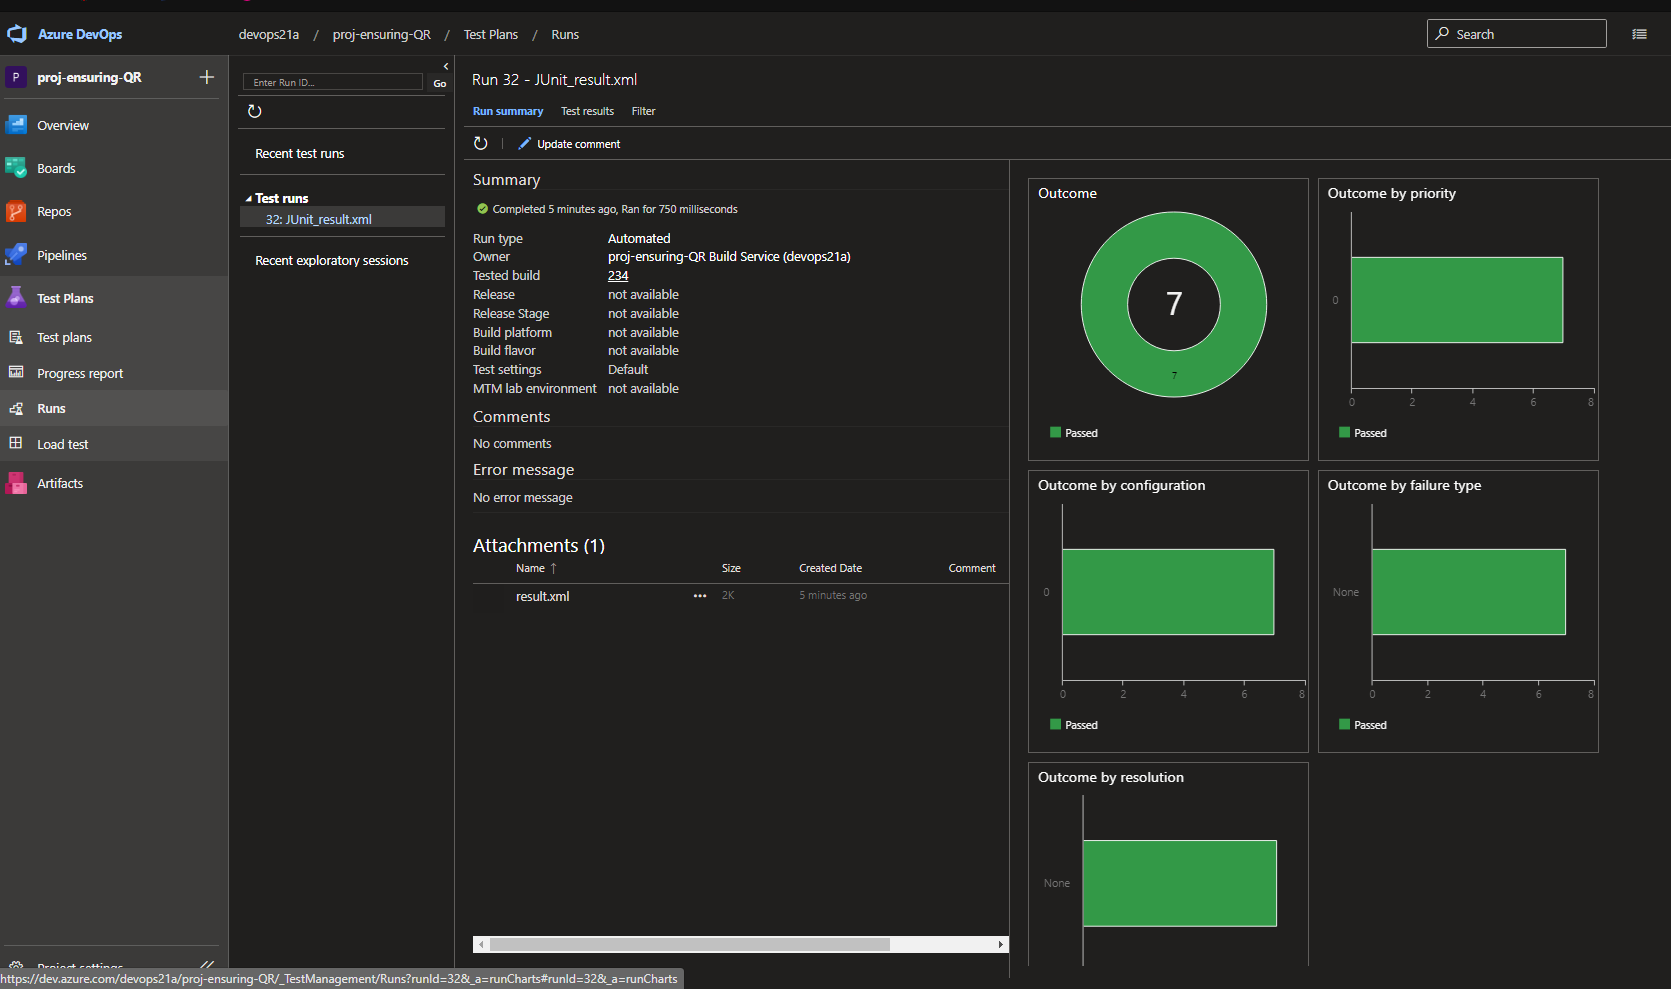 Azure DevOps
devops21a / proj-ensuring-QR / Test Plans / Runs
Search
P proj-ensuring-QR
Overview
Boards
Repos
Pipelines
Test Plans
Test plans
Progress report
Runs
Load test
Artifacts
Project settings
Enter Run ID...
Go
Recent test runs
Test runs
32: JUnit_result.xml
Recent exploratory sessions
Run 32 - JUnit_result.xml
Run summary Test results Filter
Update comment
Summary
Completed 5 minutes ago, Ran for 750 milliseconds
Run type Automated
Owner proj-ensuring-QR Build Service (devops21a)
Tested build 234
Release not available
Release Stage not available
Build platform not available
Build flavor not available
Test settings Default
MTM lab environment not available
Comments
No comments
Error message
No error message
Attachments (1)
Name ↑ Size Created Date Comment
result.xml ••• 2K 5 minutes ago
Outcome
7
7
Passed
Outcome by priority
0
0 2 4 6 8
Passed
Outcome by configuration
0
0 2 4 6 8
Passed
Outcome by failure type
None
0 2 4 6 8
Passed
Outcome by resolution
None
https://dev.azure.com/devops21a/proj-ensuring-QR/_TestManagement/Runs?runId=32&_a=runCharts#runId=32&_a=runCharts